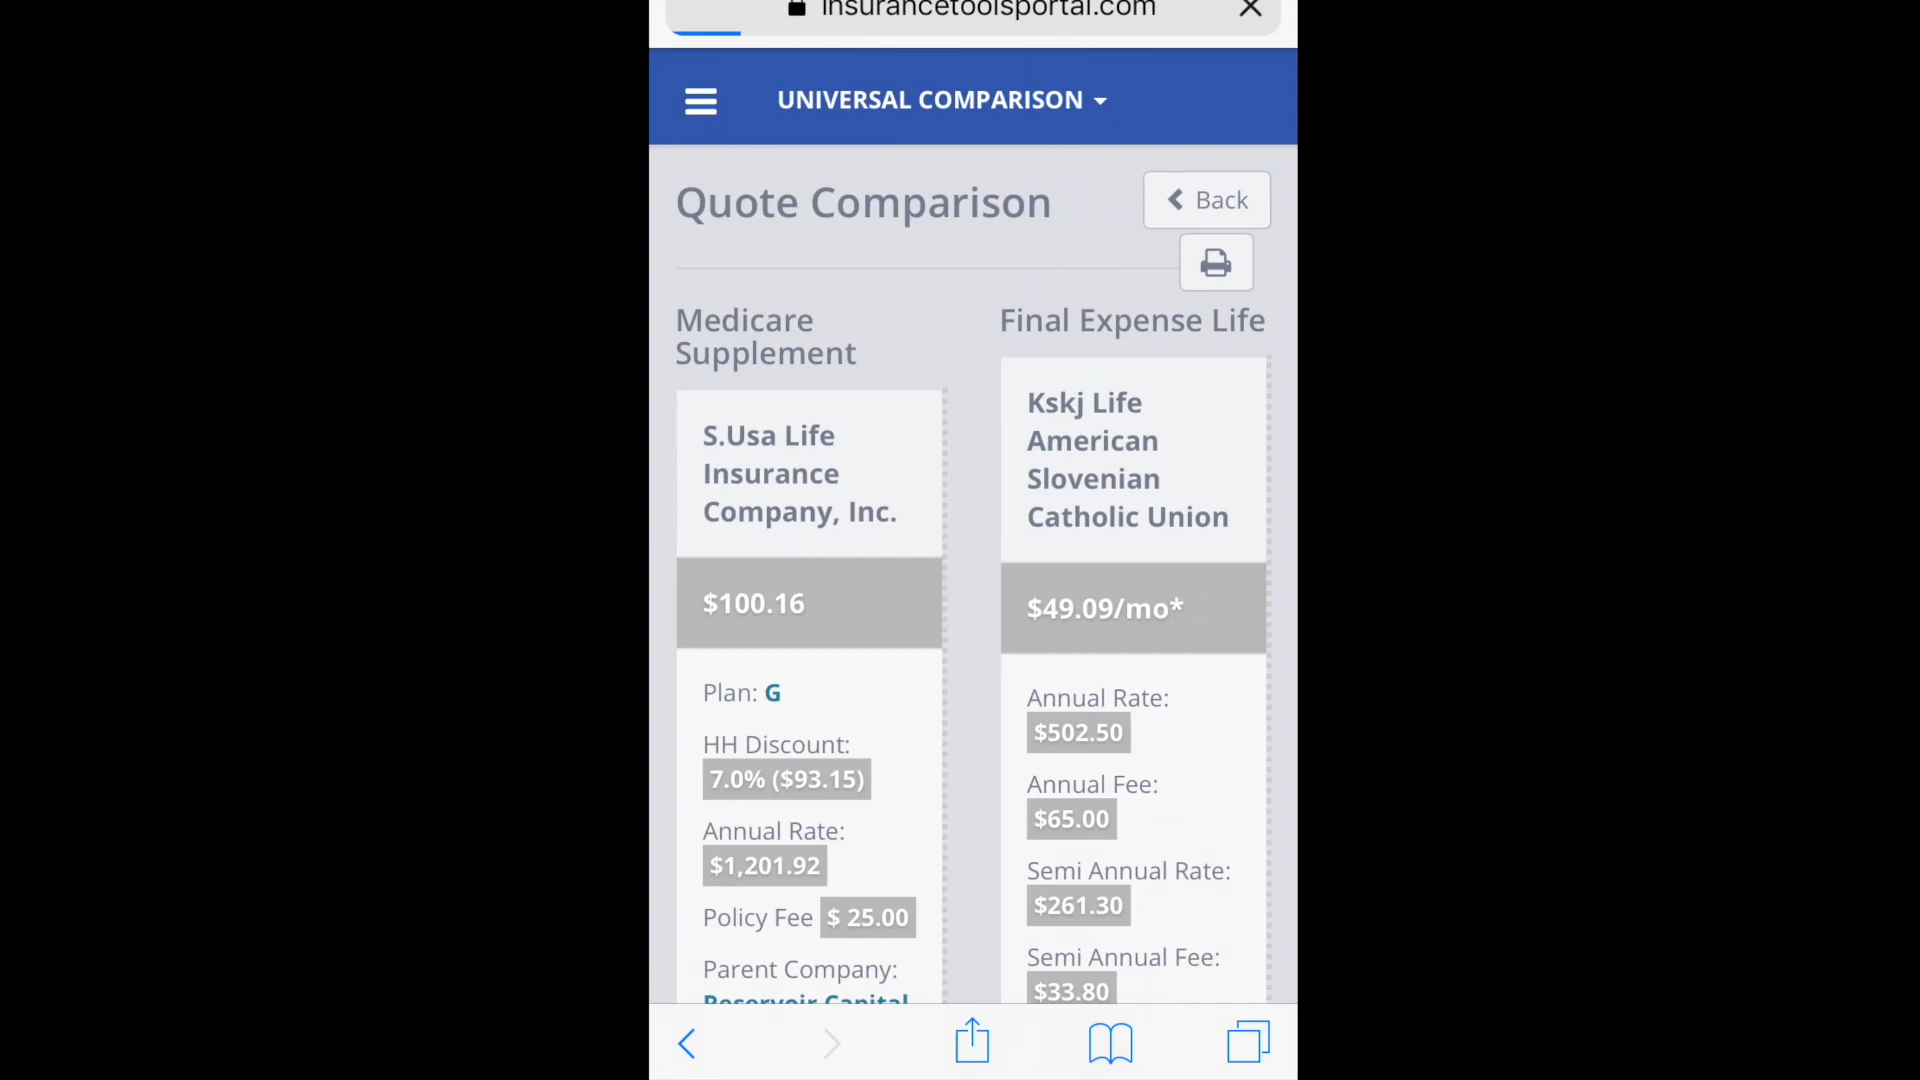 insurancetoolsportal.com
UNIVERSAL COMPARISON
Quote Comparison
Back
Medicare
Supplement
S.Usa Life
Insurance
Company, Inc.
$100.16
Plan: G
HH Discount:
7.0% ($93.15)
Annual Rate:
$1,201.92
Policy Fee $ 25.00
Parent Company:
Reservoir Capital
Final Expense Life
Kskj Life
American
Slovenian
Catholic Union
$49.09/mo*
Annual Rate:
$502.50
Annual Fee:
$65.00
Semi Annual Rate:
$261.30
Semi Annual Fee:
$33.80